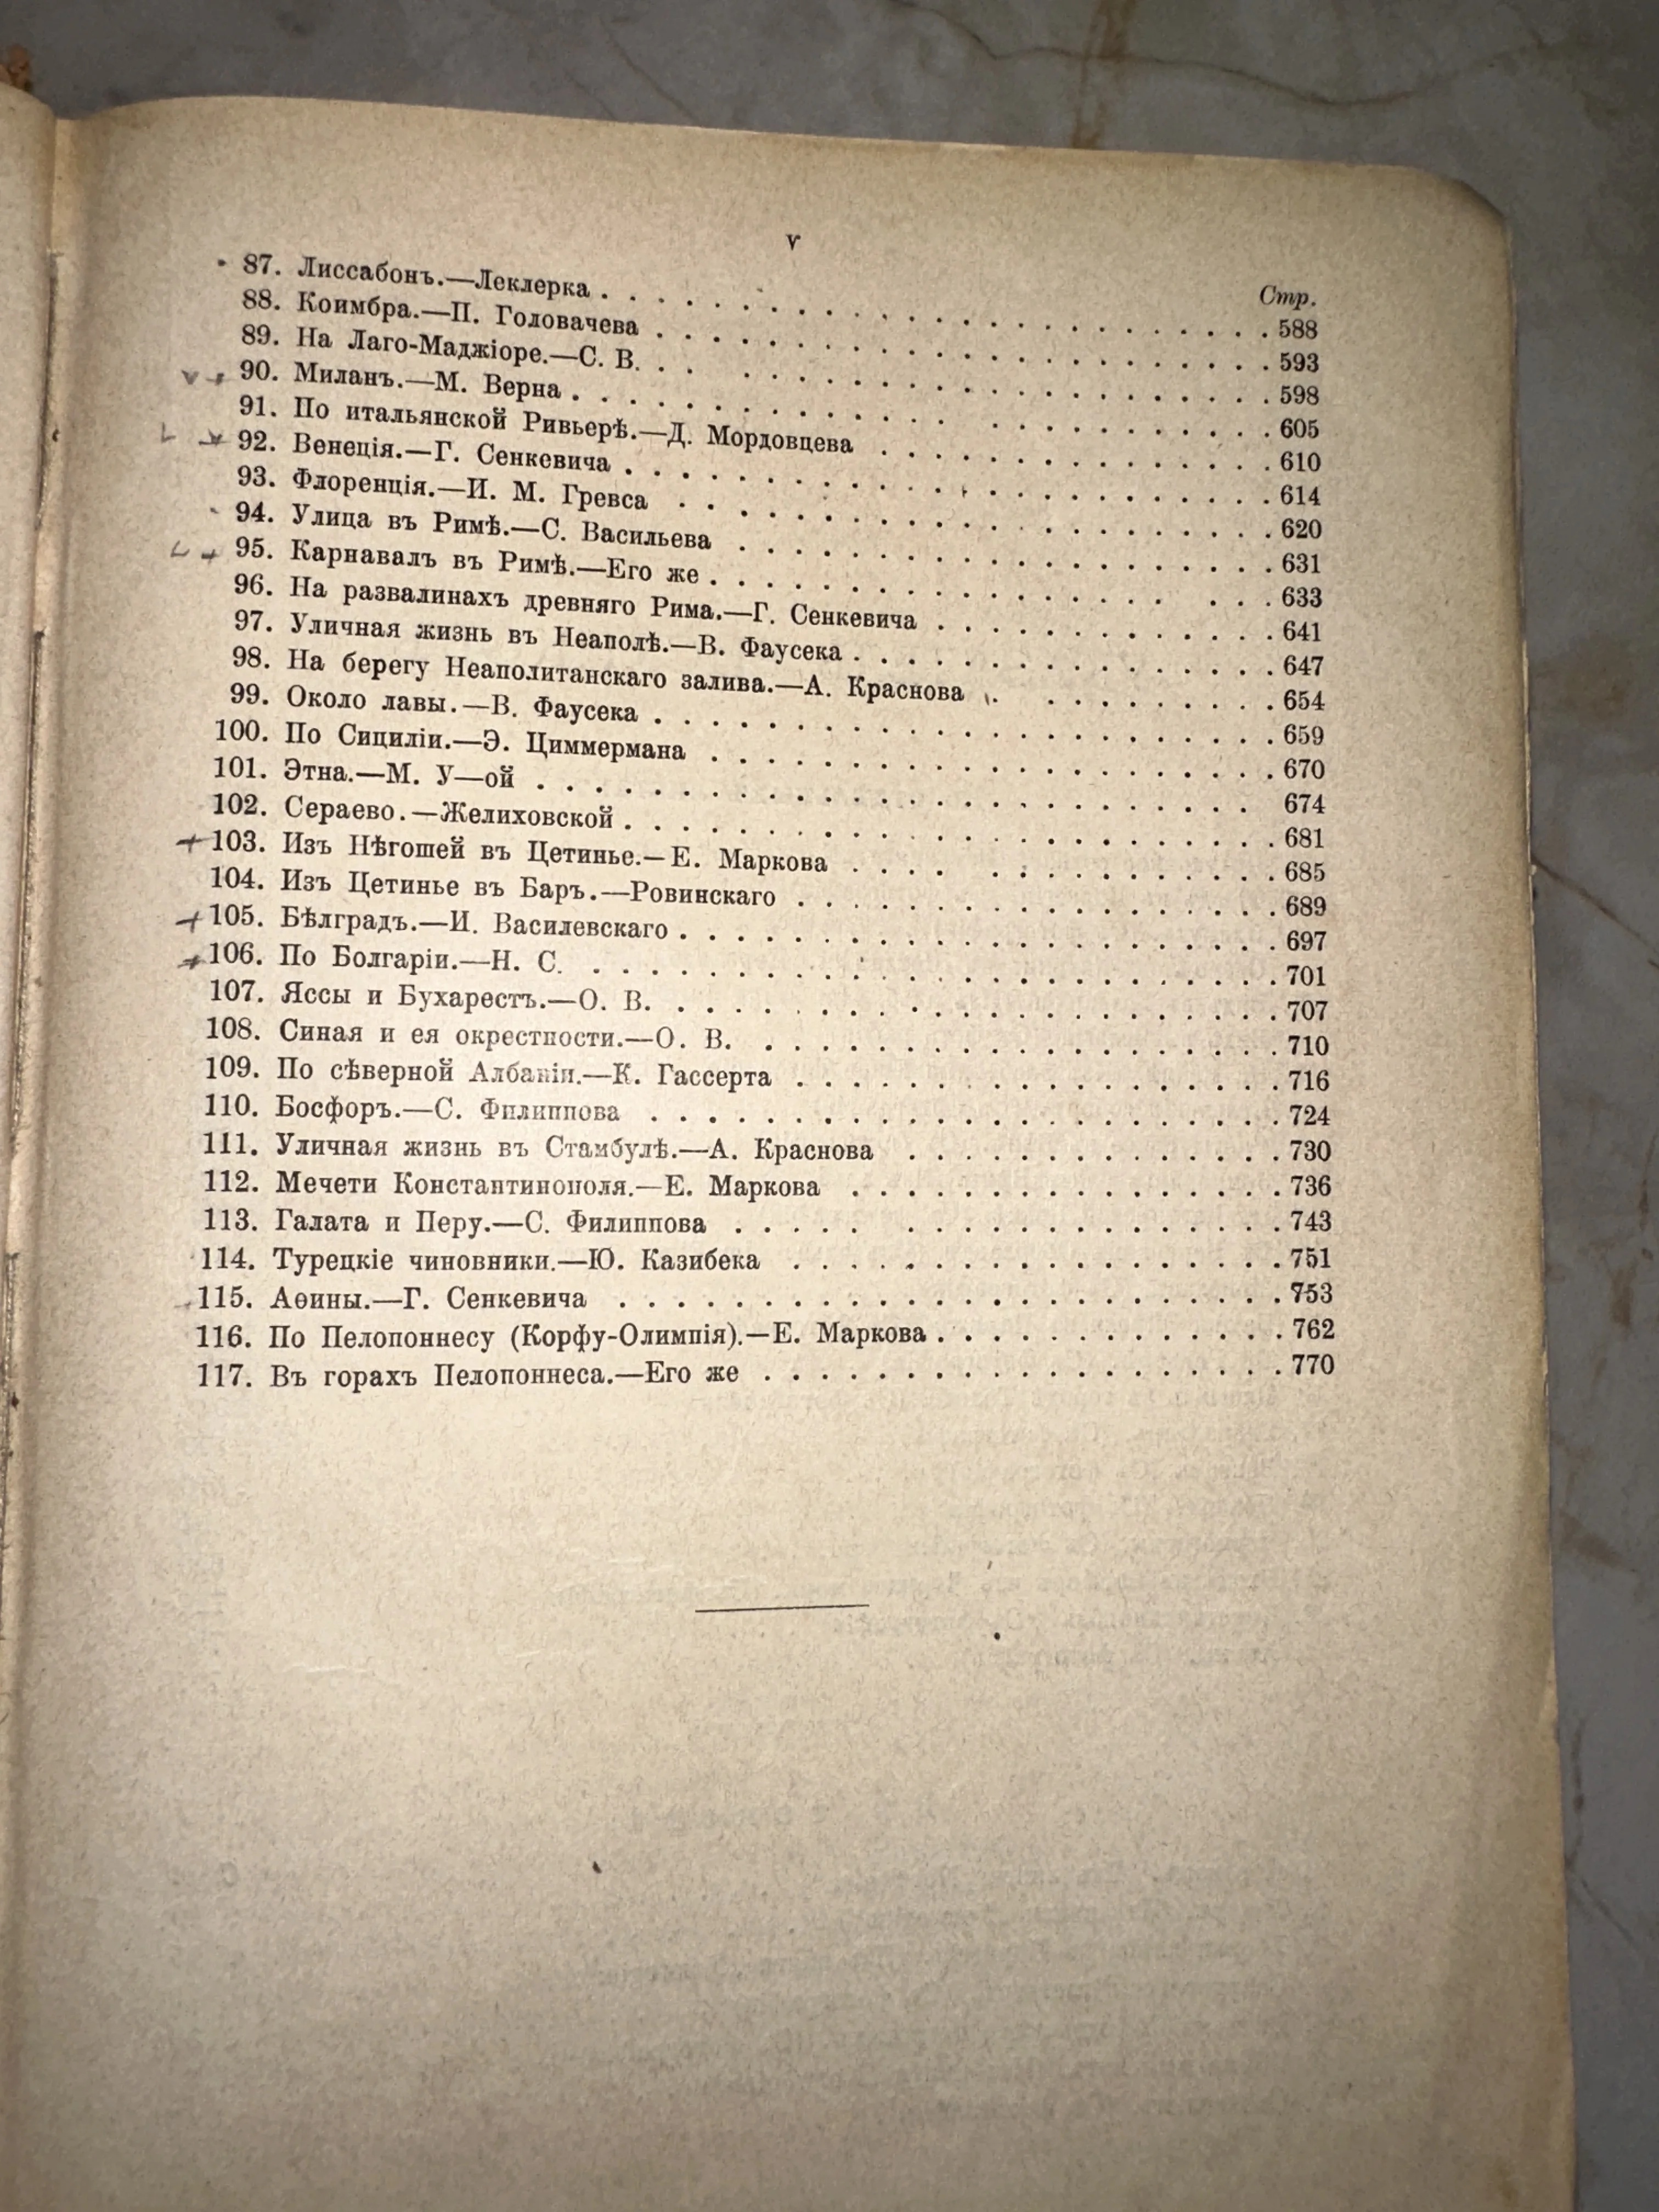 v
Стр.
87. Лиссабонъ.—Леклерка . . . . . . . . . . . . . . . . . . . . . . . 588
88. Коимбра.—П. Головачева . . . . . . . . . . . . . . . . . . . . . . 593
89. На Лаго-Маджіоре.—С. В. . . . . . . . . . . . . . . . . . . . . . 598
90. Миланъ.—М. Верна . . . . . . . . . . . . . . . . . . . . . . . . 605
91. По итальянской Ривьерѣ.—Д. Мордовцева . . . . . . . . . . . . . . 610
92. Венеція.—Г. Сенкевича . . . . . . . . . . . . . . . . . . . . . . 614
93. Флоренція.—И. М. Гревса . . . . . . . . . . . . . . . . . . . . . 620
94. Улица въ Римѣ.—С. Васильева . . . . . . . . . . . . . . . . . . . 631
95. Карнавалъ въ Римѣ.—Его же . . . . . . . . . . . . . . . . . . . . 633
96. На развалинахъ древняго Рима.—Г. Сенкевича . . . . . . . . . . . . 641
97. Уличная жизнь въ Неаполѣ.—В. Фаусека . . . . . . . . . . . . . . . 647
98. На берегу Неаполитанскаго залива.—А. Краснова . . . . . . . . . . 654
99. Около лавы.—В. Фаусека . . . . . . . . . . . . . . . . . . . . . . 659
100. По Сициліи.—Э. Циммермана . . . . . . . . . . . . . . . . . . . . 670
101. Этна.—М. У—ой . . . . . . . . . . . . . . . . . . . . . . . . . 674
102. Сераево.—Желиховской . . . . . . . . . . . . . . . . . . . . . . 681
103. Изъ Нѣгошей въ Цетинье.—Е. Маркова . . . . . . . . . . . . . . . 685
104. Изъ Цетинье въ Баръ.—Ровинскаго . . . . . . . . . . . . . . . . . 689
105. Бѣлградъ.—И. Василевскаго . . . . . . . . . . . . . . . . . . . . 697
106. По Болгаріи.—Н. С. . . . . . . . . . . . . . . . . . . . . . . . 701
107. Яссы и Бухарестъ.—О. В. . . . . . . . . . . . . . . . . . . . . . 707
108. Синая и ея окрестности.—О. В. . . . . . . . . . . . . . . . . . . 710
109. По сѣверной Албаніи.—К. Гассерта . . . . . . . . . . . . . . . . . 716
110. Босфоръ.—С. Филиппова . . . . . . . . . . . . . . . . . . . . . . 724
111. Уличная жизнь въ Стамбулѣ.—А. Краснова . . . . . . . . . . . . . . 730
112. Мечети Константинополя.—Е. Маркова . . . . . . . . . . . . . . . . 736
113. Галата и Перу.—С. Филиппова . . . . . . . . . . . . . . . . . . . 743
114. Турецкіе чиновники.—Ю. Казибека . . . . . . . . . . . . . . . . . 751
115. Аѳины.—Г. Сенкевича . . . . . . . . . . . . . . . . . . . . . . . 753
116. По Пелопоннесу (Корфу-Олимпія).—Е. Маркова . . . . . . . . . . . . 762
117. Въ горахъ Пелопоннеса.—Его же . . . . . . . . . . . . . . . . . . 770